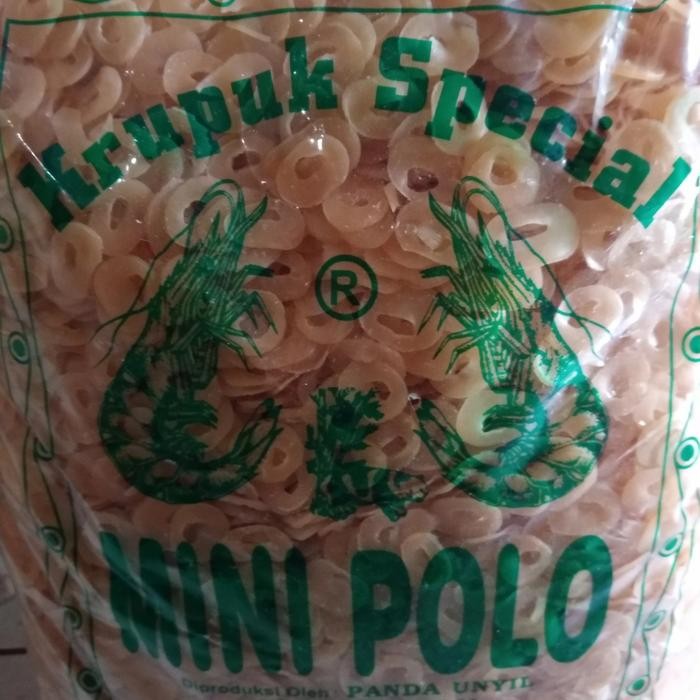 Krupuk Special
®
MINI POLO
Diproduksi Oleh : PANDA UNYIL